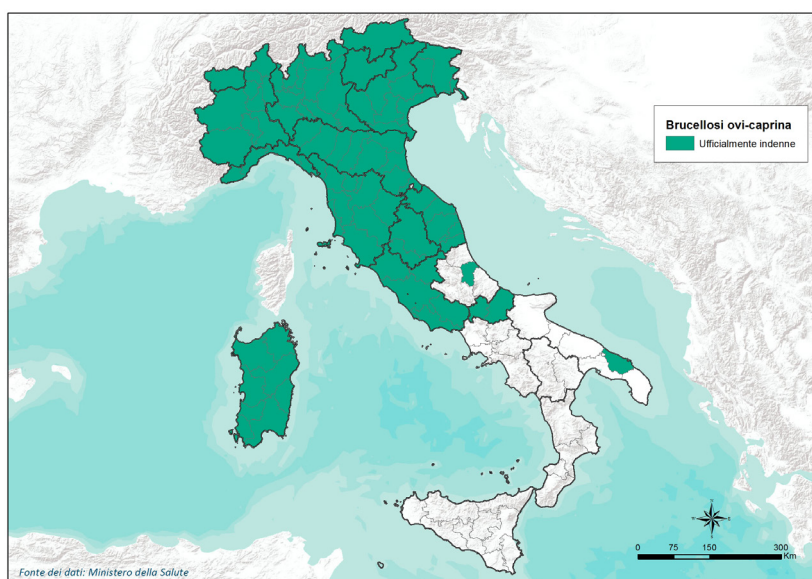 Brucellosi ovi-caprina
Ufficialmente indenne
0 75 150 300
Km
Fonte dei dati: Ministero della Salute